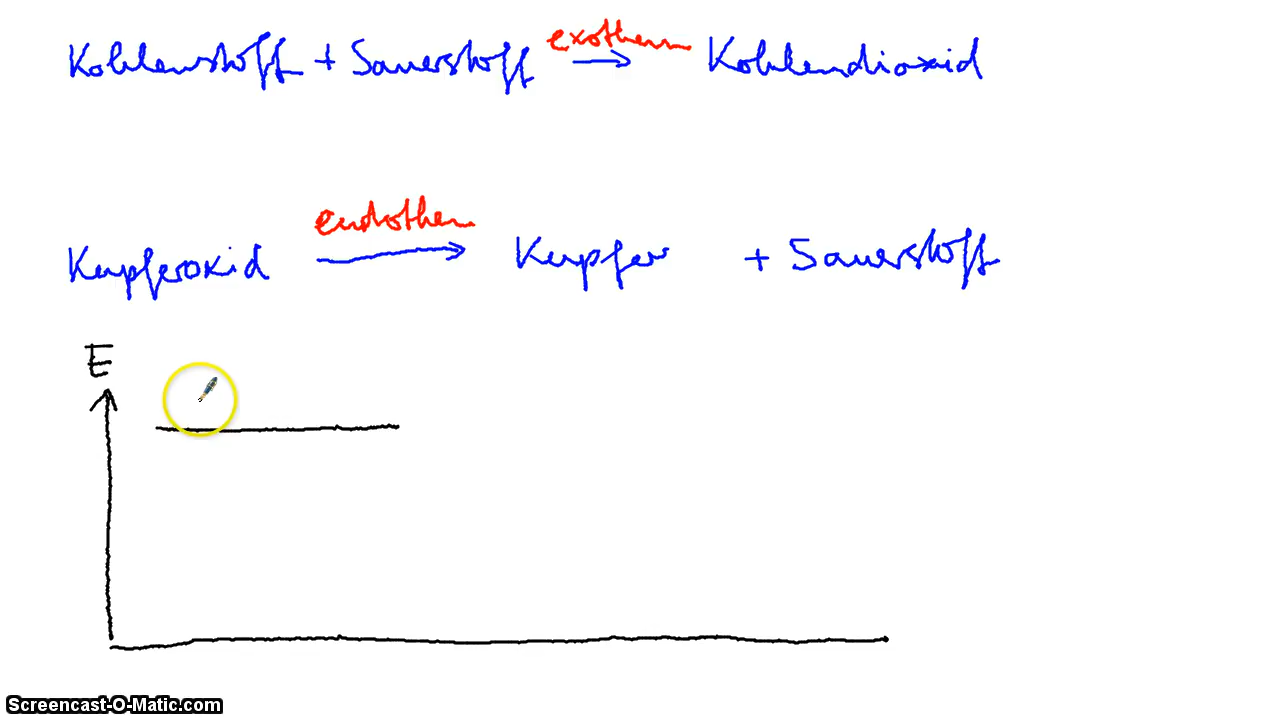 Kohlenstoff + Sauerstoff exotherm → Kohlendioxid
Kupferoxid endotherm → Kupfer + Sauerstoff
E
Screencast-O-Matic.com